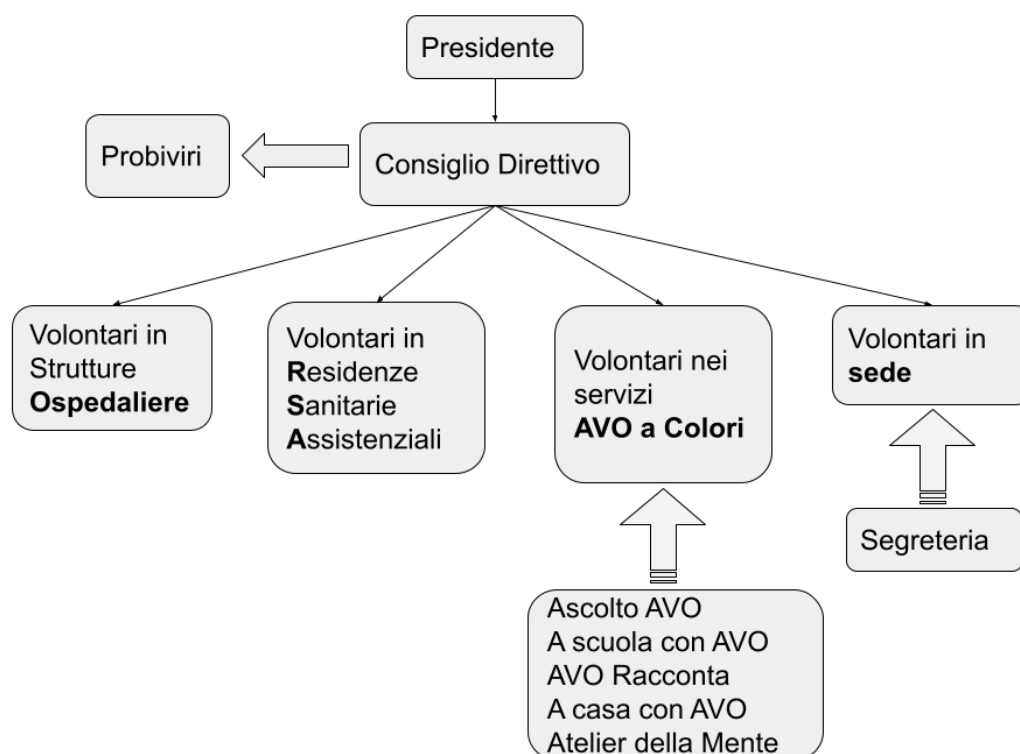 Presidente
Probiviri
Consiglio Direttivo
Volontari in
Strutture
Ospedaliere
Volontari in
Residenze
Sanitarie
Assistenziali
Volontari nei
servizi
AVO a Colori
Volontari in
sede
Segreteria
Ascolto AVO
A scuola con AVO
AVO Racconta
A casa con AVO
Atelier della Mente